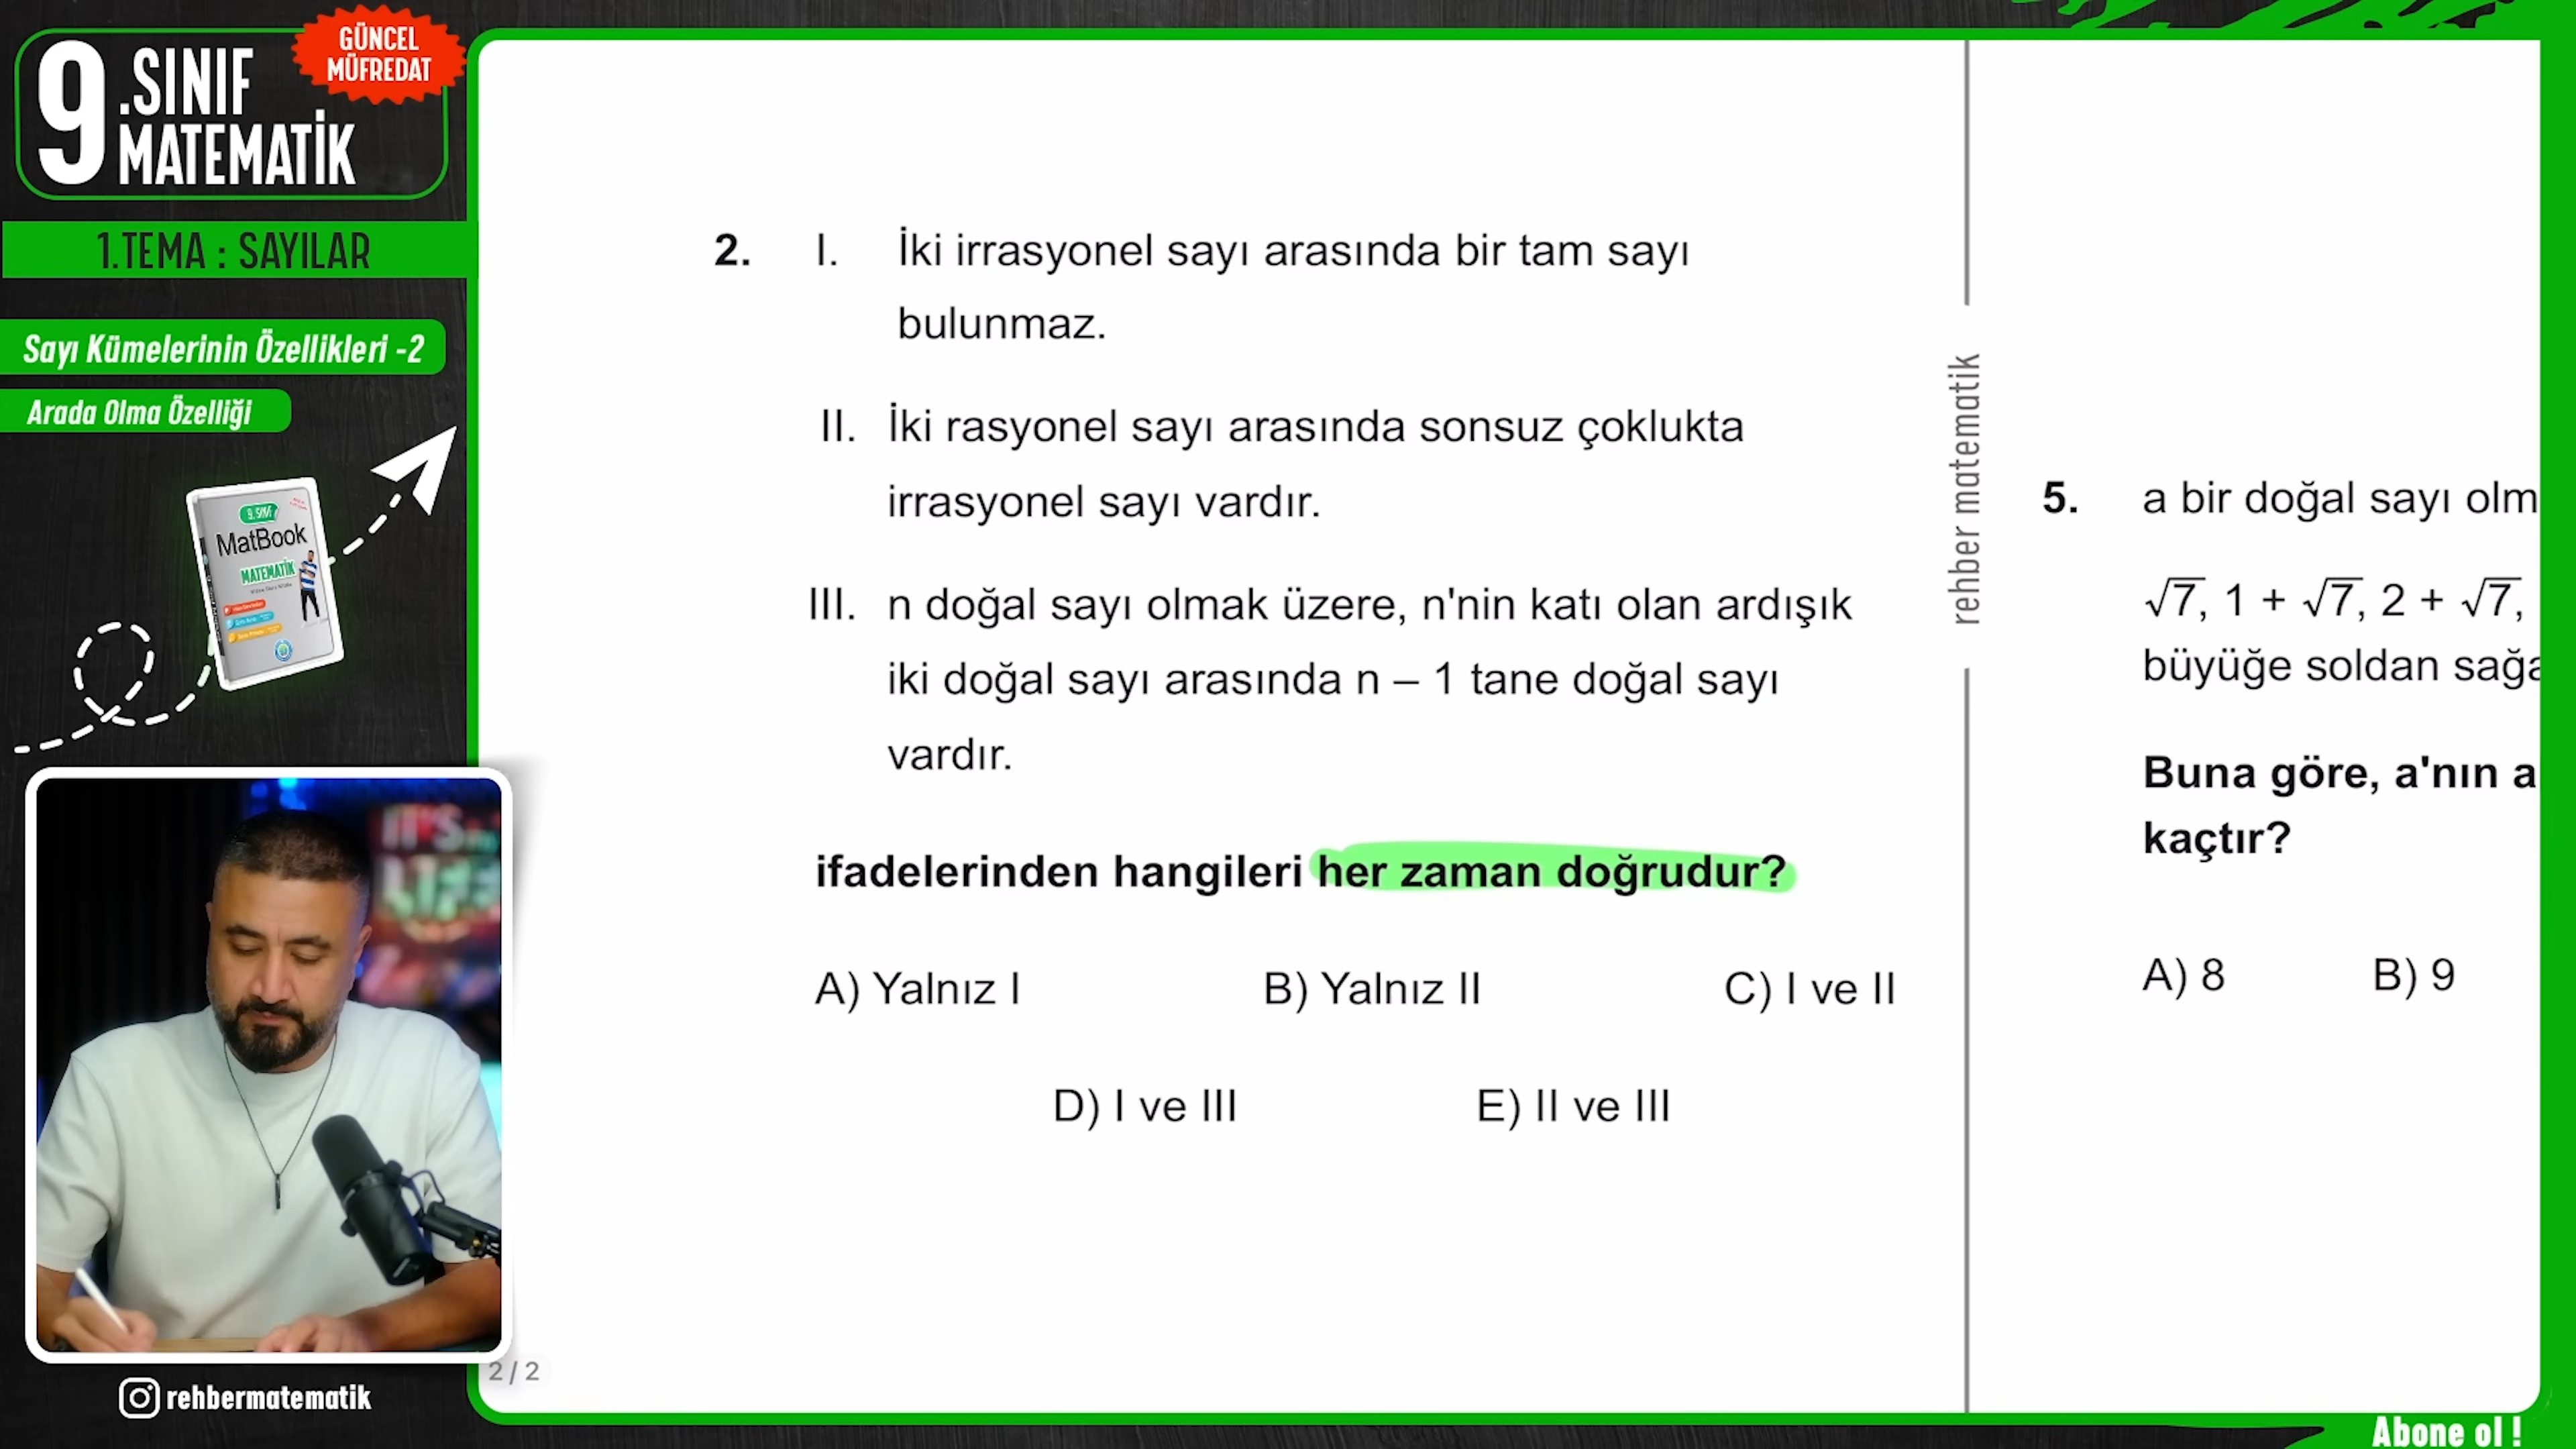 9.SINIF
MATEMATİK
GÜNCEL
MÜFREDAT
1.TEMA : SAYILAR
Sayı Kümelerinin Özellikleri -2
Arada Olma Özelliği
9. SINIF
MatBook
MATEMATİK
rehbermatematik
2. I. İki irrasyonel sayı arasında bir tam sayı
bulunmaz.
II. İki rasyonel sayı arasında sonsuz çoklukta
irrasyonel sayı vardır.
III. n doğal sayı olmak üzere, n'nin katı olan ardışık
iki doğal sayı arasında n – 1 tane doğal sayı
vardır.
ifadelerinden hangileri her zaman doğrudur?
A) Yalnız I B) Yalnız II C) I ve II
D) I ve III E) II ve III
2 / 2
rehber matematik
5. a bir doğal sayı olm
√7, 1 + √7, 2 + √7,
büyüğe soldan sağa
Buna göre, a'nın a
kaçtır?
A) 8 B) 9
Abone ol !